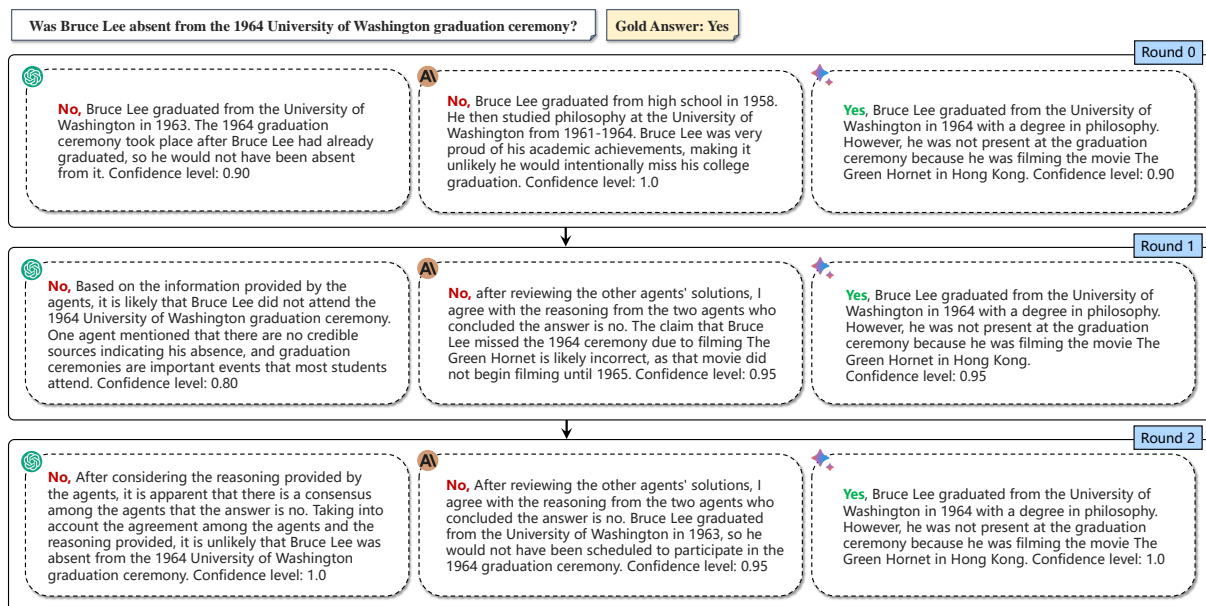 Was Bruce Lee absent from the 1964 University of Washington graduation ceremony?
Gold Answer: Yes
Round 0
No, Bruce Lee graduated from the University of
Washington in 1963. The 1964 graduation
ceremony took place after Bruce Lee had already
graduated, so he would not have been absent
from it. Confidence level: 0.90
No, Bruce Lee graduated from high school in 1958.
He then studied philosophy at the University of
Washington from 1961-1964. Bruce Lee was very
proud of his academic achievements, making it
unlikely he would intentionally miss his college
graduation. Confidence level: 1.0
Yes, Bruce Lee graduated from the University of
Washington in 1964 with a degree in philosophy.
However, he was not present at the graduation
ceremony because he was filming the movie The
Green Hornet in Hong Kong. Confidence level: 0.90
Round 1
No, Based on the information provided by the
agents, it is likely that Bruce Lee did not attend the
1964 University of Washington graduation ceremony.
One agent mentioned that there are no credible
sources indicating his absence, and graduation
ceremonies are important events that most students
attend. Confidence level: 0.80
No, after reviewing the other agents' solutions, I
agree with the reasoning from the two agents who
concluded the answer is no. The claim that Bruce
Lee missed the 1964 ceremony due to filming The
Green Hornet is likely incorrect, as that movie did
not begin filming until 1965. Confidence level: 0.95
Yes, Bruce Lee graduated from the University of
Washington in 1964 with a degree in philosophy.
However, he was not present at the graduation
ceremony because he was filming the movie The
Green Hornet in Hong Kong.
Confidence level: 0.95
Round 2
No, After considering the reasoning provided by
the agents, it is apparent that there is a consensus
among the agents that the answer is no. Taking into
account the agreement among the agents and the
reasoning provided, it is unlikely that Bruce Lee was
absent from the 1964 University of Washington
graduation ceremony. Confidence level: 1.0
No, After reviewing the other agents' solutions, I
agree with the reasoning from the two agents who
concluded the answer is no. Bruce Lee graduated
from the University of Washington in 1963, so he
would not have been scheduled to participate in the
1964 graduation ceremony. Confidence level: 0.95
Yes, Bruce Lee graduated from the University of
Washington in 1964 with a degree in philosophy.
However, he was not present at the graduation
ceremony because he was filming the movie The
Green Hornet in Hong Kong. Confidence level: 1.0